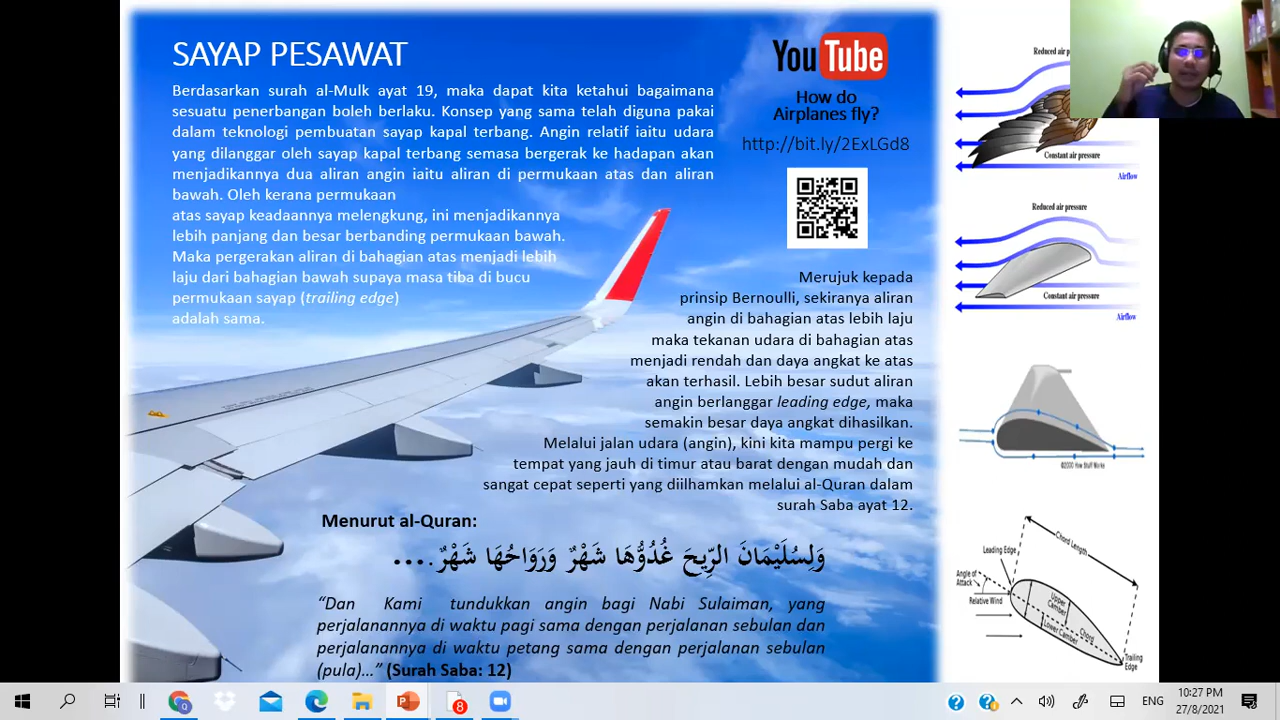 SAYAP PESAWAT
Berdasarkan surah al-Mulk ayat 19, maka dapat kita ketahui bagaimana
sesuatu penerbangan boleh berlaku. Konsep yang sama telah diguna pakai
dalam teknologi pembuatan sayap kapal terbang. Angin relatif iaitu udara
yang dilanggar oleh sayap kapal terbang semasa bergerak ke hadapan akan
menjadikannya dua aliran angin iaitu aliran di permukaan atas dan aliran
bawah. Oleh kerana permukaan
atas sayap keadaannya melengkung, ini menjadikannya
lebih panjang dan besar berbanding permukaan bawah.
Maka pergerakan aliran di bahagian atas menjadi lebih
laju dari bahagian bawah supaya masa tiba di bucu
permukaan sayap (trailing edge)
adalah sama.
YouTube
How do
Airplanes fly?
http://bit.ly/2ExLGd8
Merujuk kepada
prinsip Bernoulli, sekiranya aliran
angin di bahagian atas lebih laju
maka tekanan udara di bahagian atas
menjadi rendah dan daya angkat ke atas
akan terhasil. Lebih besar sudut aliran
angin berlanggar leading edge, maka
semakin besar daya angkat dihasilkan.
Melalui jalan udara (angin), kini kita mampu pergi ke
tempat yang jauh di timur atau barat dengan mudah dan
sangat cepat seperti yang diilhamkan melalui al-Quran dalam
surah Saba ayat 12.
Menurut al-Quran:
وَلِسُلَيْمَانَ الرِّيحَ غُدُوُّهَا شَهْرٌ وَرَوَاحُهَا شَهْرٌ....
“Dan Kami tundukkan angin bagi Nabi Sulaiman, yang
perjalanannya di waktu pagi sama dengan perjalanan sebulan dan
perjalanannya di waktu petang sama dengan perjalanan sebulan
(pula)…” (Surah Saba: 12)
Reduced air
Constant air pressure
Airflow
Reduced air pressure
Constant air pressure
Airflow
©2000 How Stuff Works
Chord Length
Leading Edge
Angle of
Attack
Relative Wind
Upper
Camber
Lower Camber
Chord
Trailing
Edge
8
ENG
10:27 PM
27/8/2021